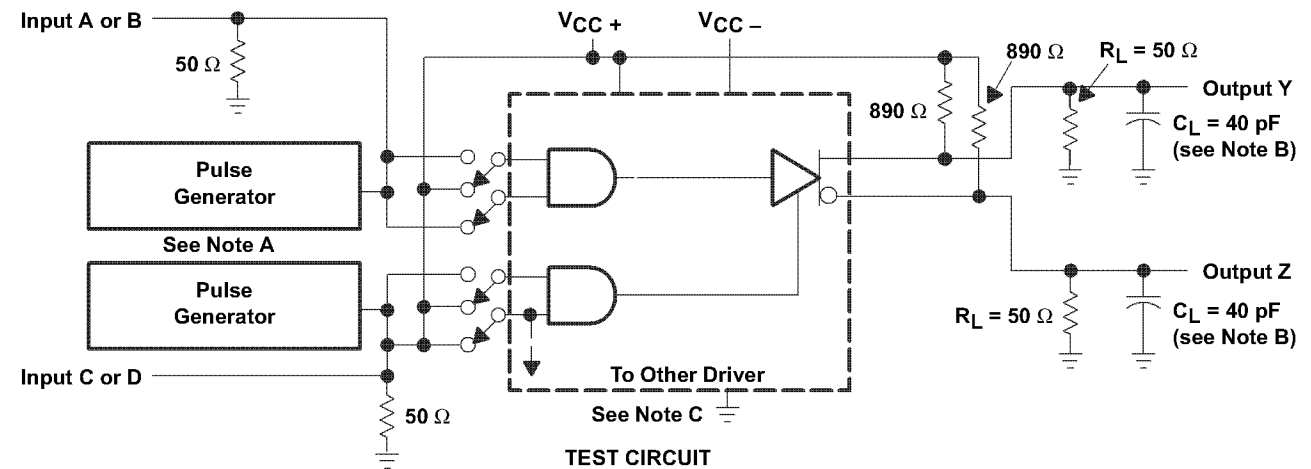 Input A or B
50 Ω
VCC +
VCC –
890 Ω
RL = 50 Ω
890 Ω
Output Y
CL = 40 pF
(see Note B)
Pulse
Generator
See Note A
Pulse
Generator
Output Z
RL = 50 Ω
CL = 40 pF
(see Note B)
Input C or D
To Other Driver
50 Ω
See Note C
TEST CIRCUIT